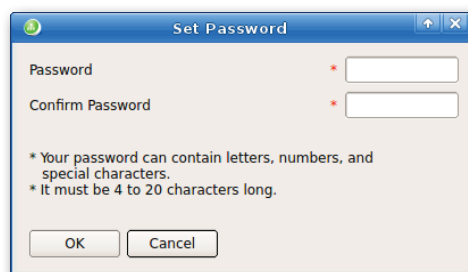 Set Password
Password *
Confirm Password *
* Your password can contain letters, numbers, and
special characters.
* It must be 4 to 20 characters long.
OK Cancel